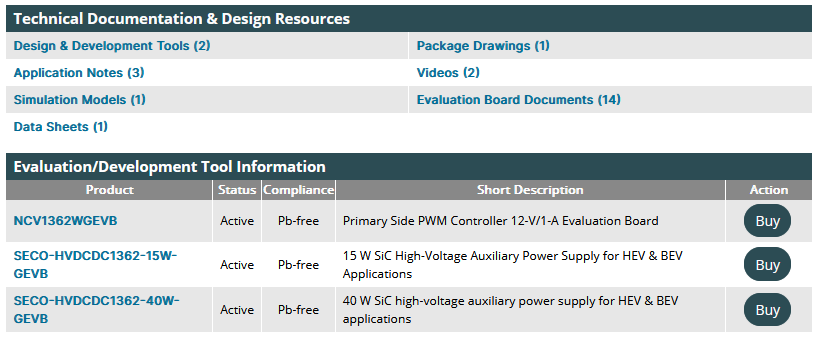 Technical Documentation & Design Resources
Design & Development Tools (2)
Package Drawings (1)
Application Notes (3)
Videos (2)
Simulation Models (1)
Evaluation Board Documents (14)
Data Sheets (1)
Evaluation/Development Tool Information
Product Status Compliance Short Description Action
NCV1362WGEVB Active Pb-free Primary Side PWM Controller 12-V/1-A Evaluation Board Buy
SECO-HVDCDC1362-15W-
GEVB
Active Pb-free
15 W SiC High-Voltage Auxiliary Power Supply for HEV & BEV
Applications
Buy
SECO-HVDCDC1362-40W-
GEVB
Active Pb-free
40 W SiC high-voltage auxiliary power supply for HEV & BEV
applications
Buy